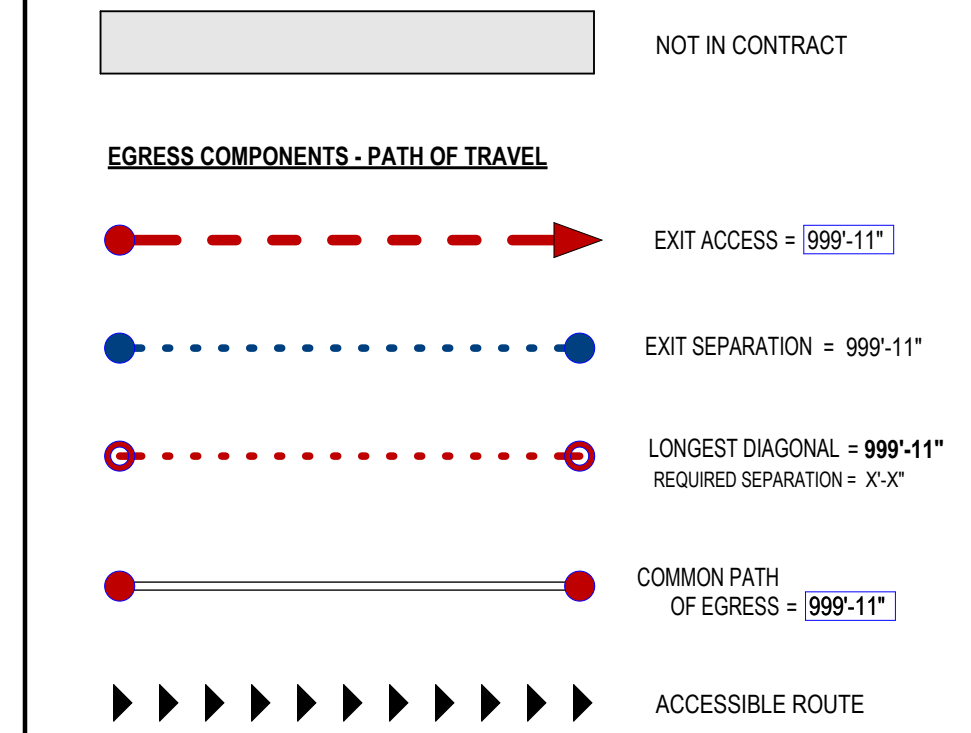 NOT IN CONTRACT
EGRESS COMPONENTS - PATH OF TRAVEL
EXIT ACCESS = 999'-11"
EXIT SEPARATION = 999'-11"
LONGEST DIAGONAL = 999'-11"
REQUIRED SEPARATION = X'-X"
COMMON PATH
OF EGRESS = 999'-11"
ACCESSIBLE ROUTE